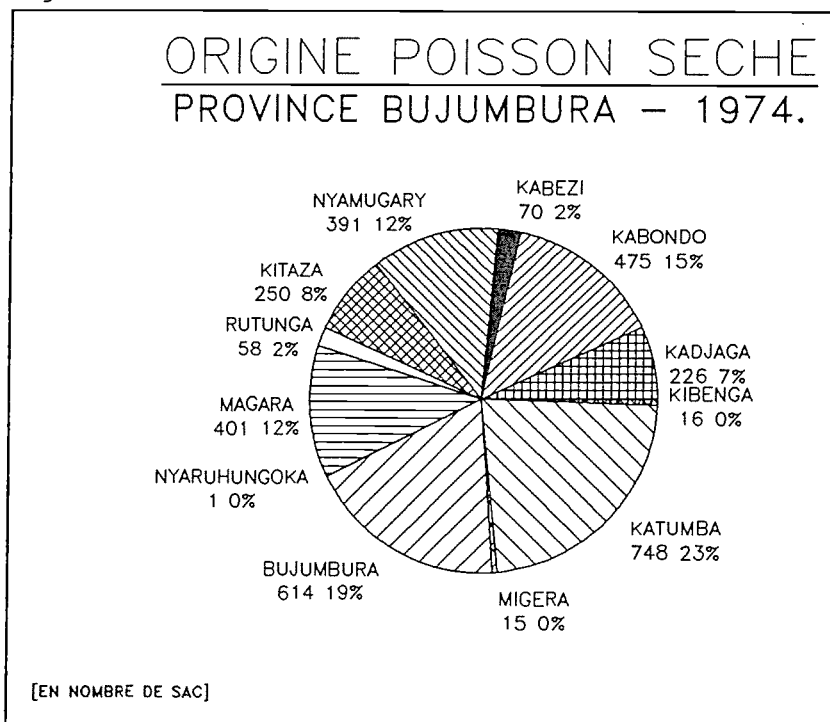 ORIGINE POISSON SECHE
PROVINCE BUJUMBURA – 1974.
KABEZI
70 2%
KABONDO
475 15%
KADJAGA
226 7%
KIBENGA
16 0%
KATUMBA
748 23%
MIGERA
15 0%
BUJUMBURA
614 19%
NYARUHUNGOKA
1 0%
MAGARA
401 12%
RUTUNGA
58 2%
KITAZA
250 8%
NYAMUGARY
391 12%
[EN NOMBRE DE SAC]